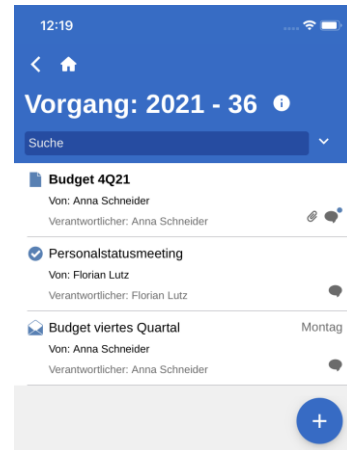 12:19
Vorgang: 2021 - 36
Suche
Budget 4Q21
Von: Anna Schneider
Verantwortlicher: Anna Schneider
Personalstatusmeeting
Von: Florian Lutz
Verantwortlicher: Florian Lutz
Budget viertes Quartal Montag
Von: Anna Schneider
Verantwortlicher: Anna Schneider